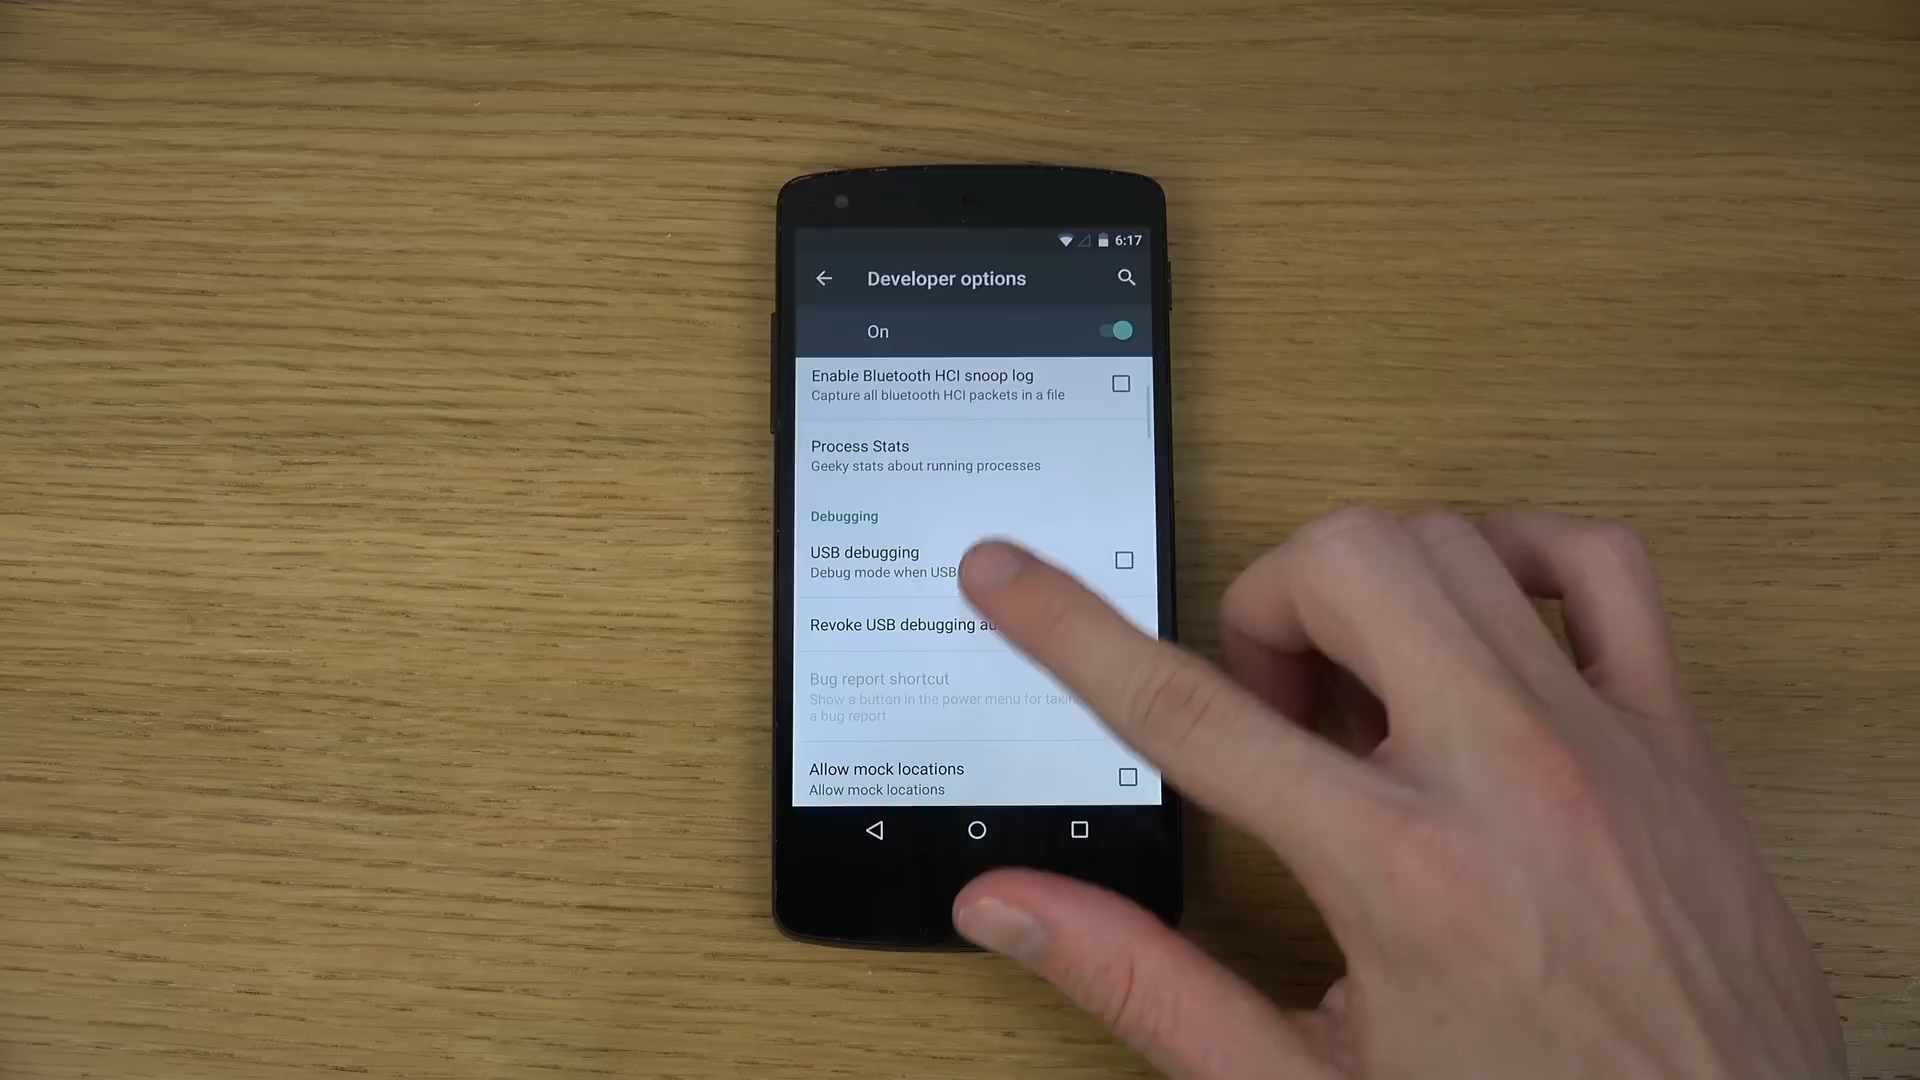 6:17
Developer options
On
Enable Bluetooth HCI snoop log
Capture all bluetooth HCI packets in a file
Process Stats
Geeky stats about running processes
Debugging
USB debugging
Debug mode when USB
Revoke USB debugging
Bug report shortcut
Show a button in the power menu for
a bug report
Allow mock locations
Allow mock locations